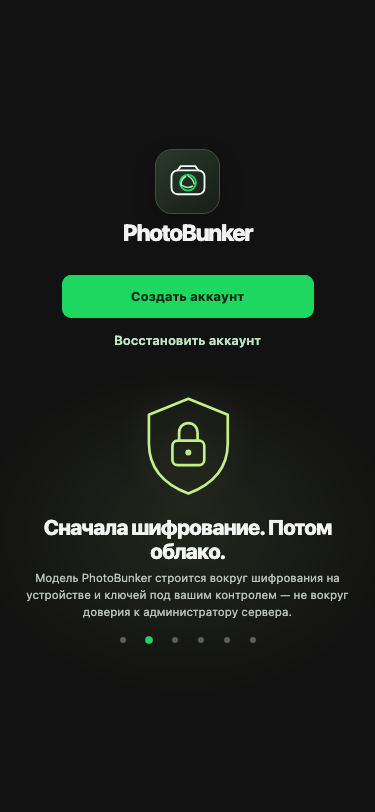 PhotoBunker
Создать аккаунт
Восстановить аккаунт
Сначала шифрование. Потом
облако.
Модель PhotoBunker строится вокруг шифрования на
устройстве и ключей под вашим контролем — не вокруг
доверия к администратору сервера.